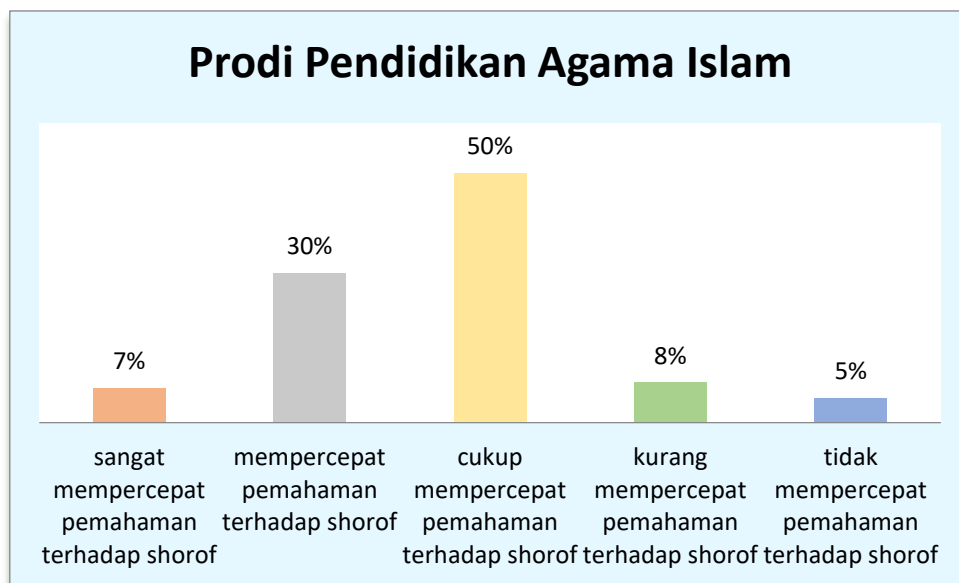 Prodi Pendidikan Agama Islam
7%
30%
50%
8%
5%
sangat
mempercepat
pemahaman
terhadap shorof
mempercepat
pemahaman
terhadap shorof
cukup
mempercepat
pemahaman
terhadap shorof
kurang
mempercepat
pemahaman
terhadap shorof
tidak
mempercepat
pemahaman
terhadap shorof